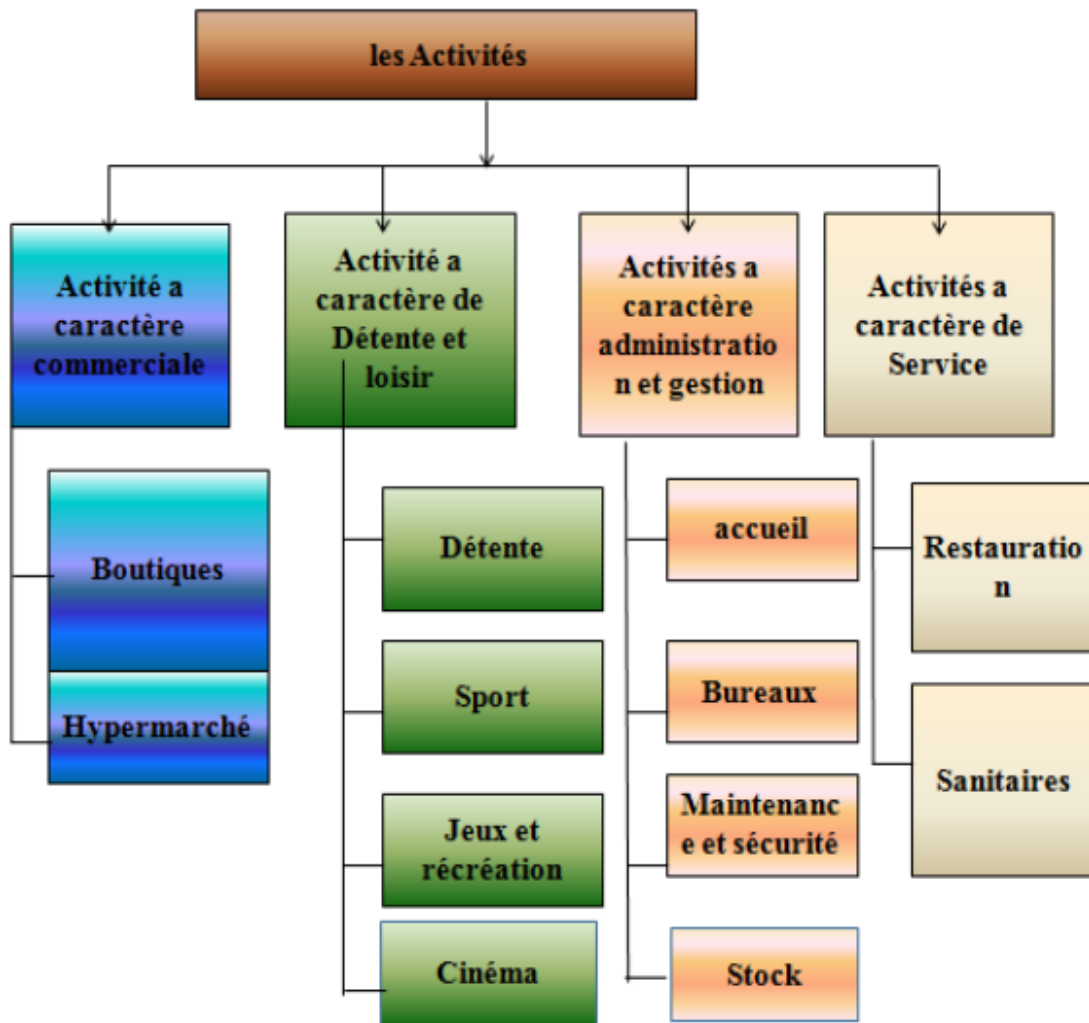 les Activités
Activité a
caractère
commerciale
Activité a
caractère de
Détente et
loisir
Activités a
caractère
administratio
n et gestion
Activités a
caractère de
Service
Boutiques
Hypermarché
Détente
Sport
Jeux et
récréation
Cinéma
accueil
Bureaux
Maintenanc
e et sécurité
Stock
Restauratio
n
Sanitaires